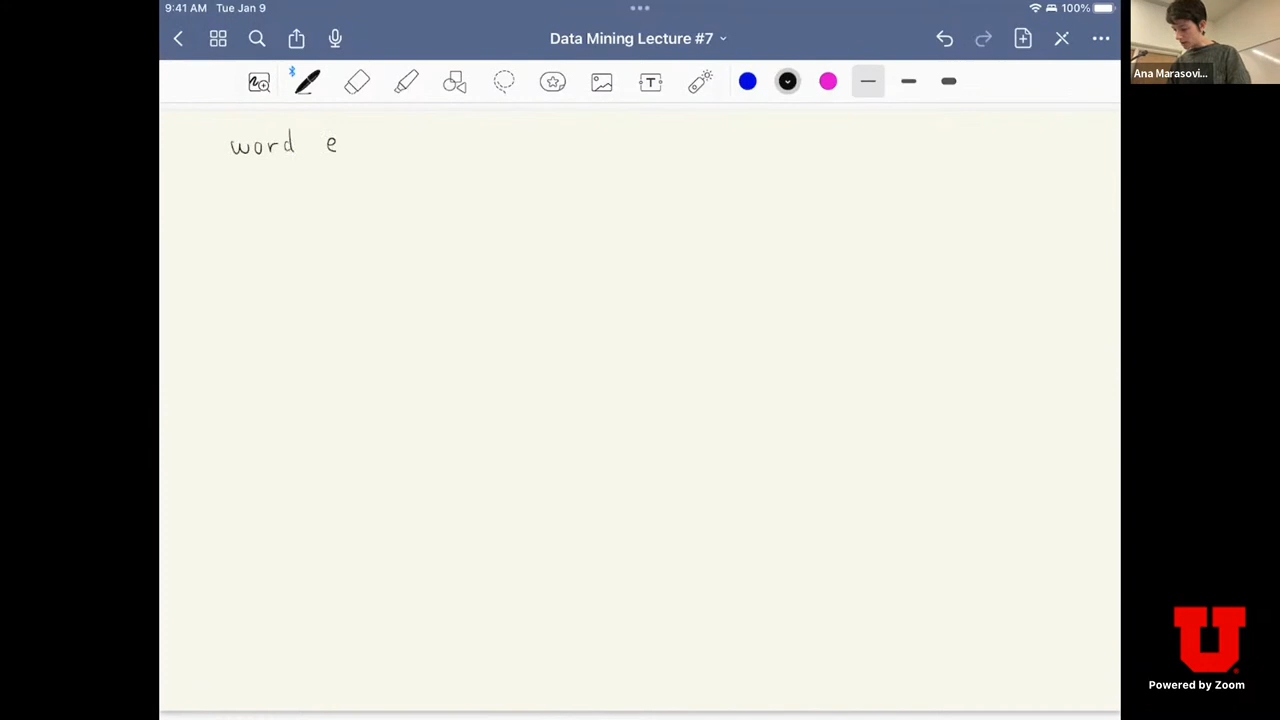 9:41 AM Tue Jan 9
100%
Data Mining Lecture #7
T
word e
Ana Marasovi...
U
Powered by Zoom